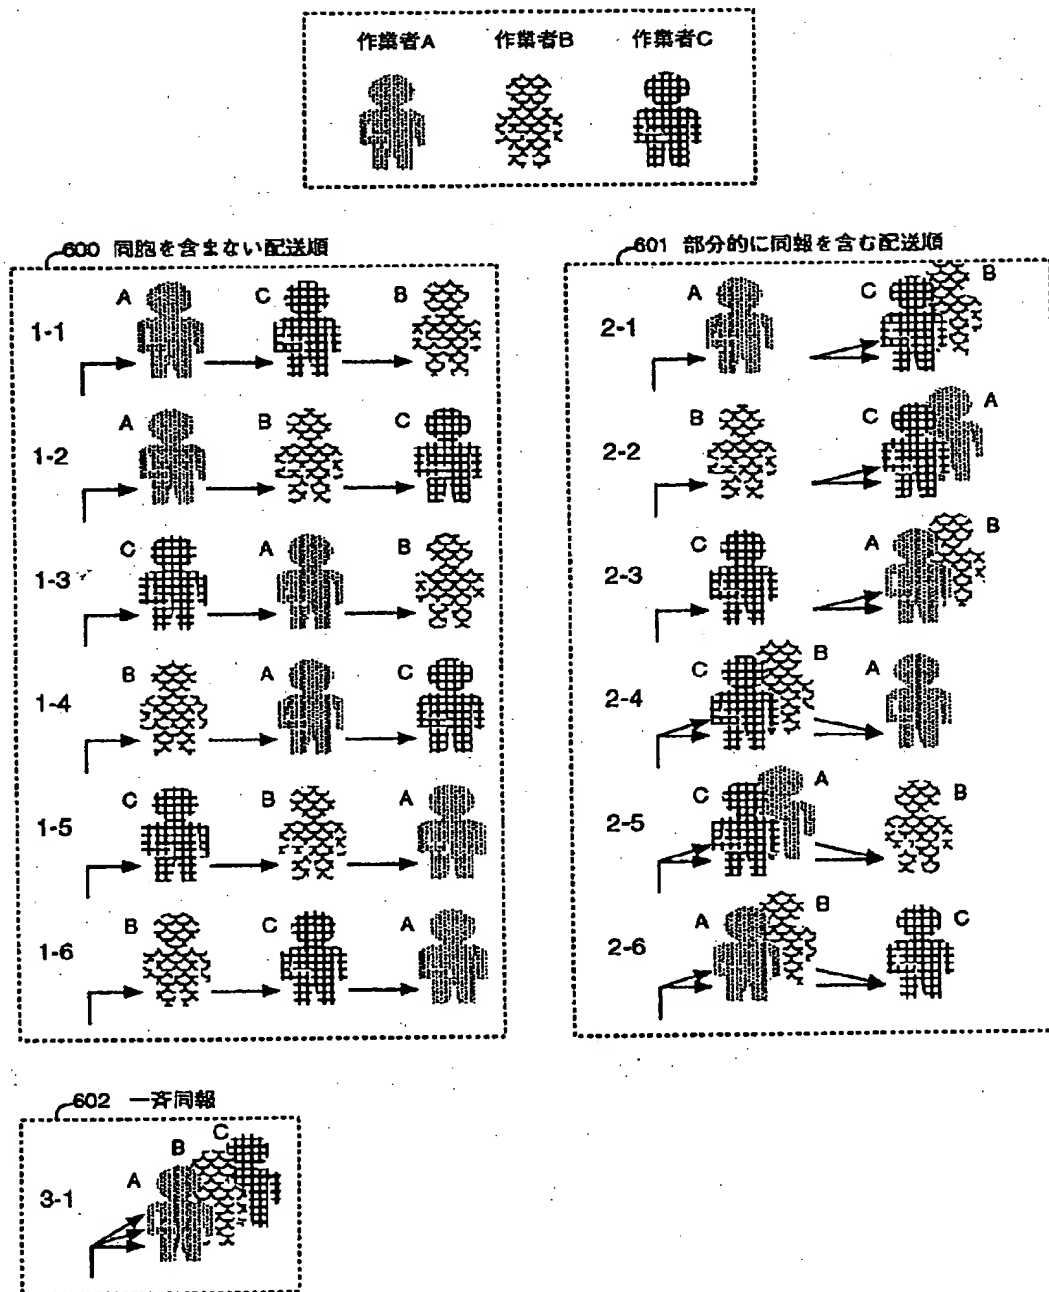 作業者A 作業者B 作業者C
600 同胞を含まない配送順
1-1 A C B
1-2 A B C
1-3 C A B
1-4 B A C
1-5 C B A
1-6 B C A
601 部分的に同報を含む配送順
2-1 A C B
2-2 B C A
2-3 C A B
2-4 C B A
2-5 C A B
2-6 A B C
602 一斉同報
3-1 A B C